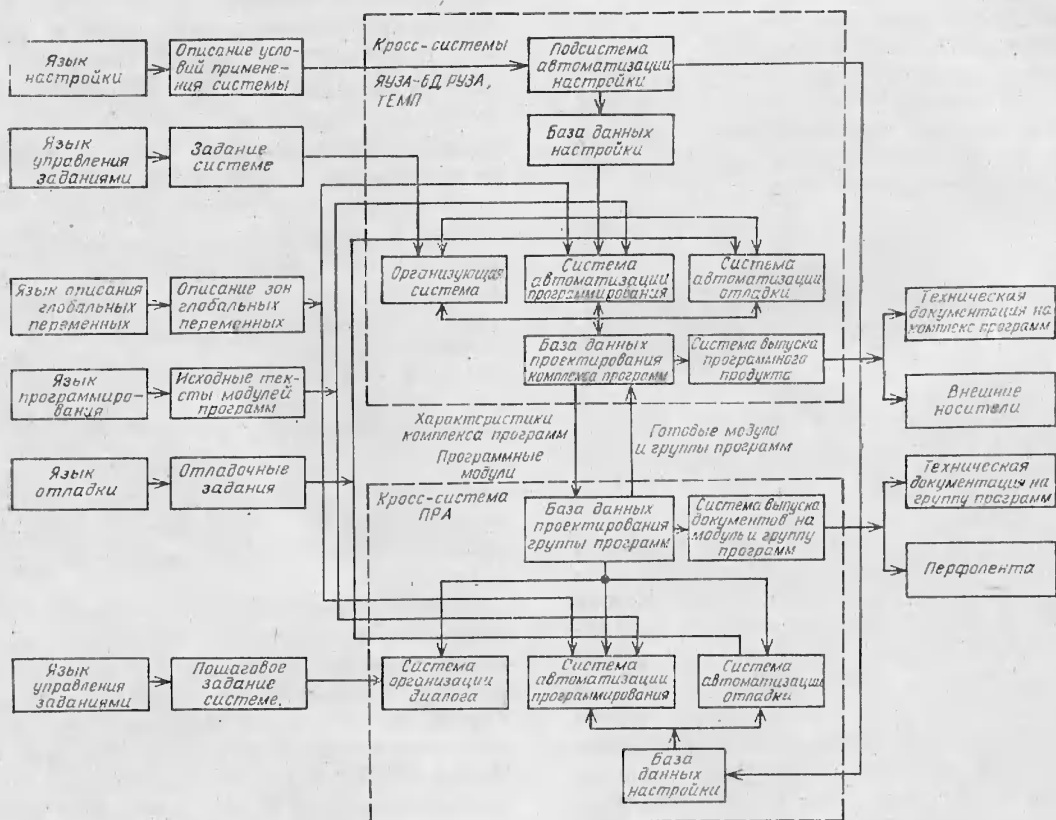 Язык
настройки
Описание усло-
вий примене-
ния системы
Кросс-системы
ЯУЗА-6Д, РУЗА,
ТЕМП
Подсистема
автоматизации
настройки
База данных
настройки
Язык
управления
заданиями
Задание
системе
Организующая
система
Система
автоматизации
программирования
Система
автоматизации
отладки
Язык описания
глобальных
переменных
Описание зон
глобальных
переменных
База данных
проектирования
комплекса программ
Система выпуска
программного
продукта
Техническая
документация на
комплекс программ
Внешние
носители
Язык
программиро-
вания
Исходные тек-
сты модулей
программ
Характеристики
комплекса программ
Программные
модули
Готовые модули
и группы программ
Язык
отладки
Отладочные
задания
Кросс-система
ПРА
База данных
проектирования
группы программ
Система выпуска
документов на
модуль и группу
программ
Техническая
документация на
группу программ
Перфолента
Язык
управления
заданиями
Пошаговое
задание
системе.
Система
организации
диалога
Система
автоматизации
программирования
Система
автоматизации
отладки
База
данных
настройки